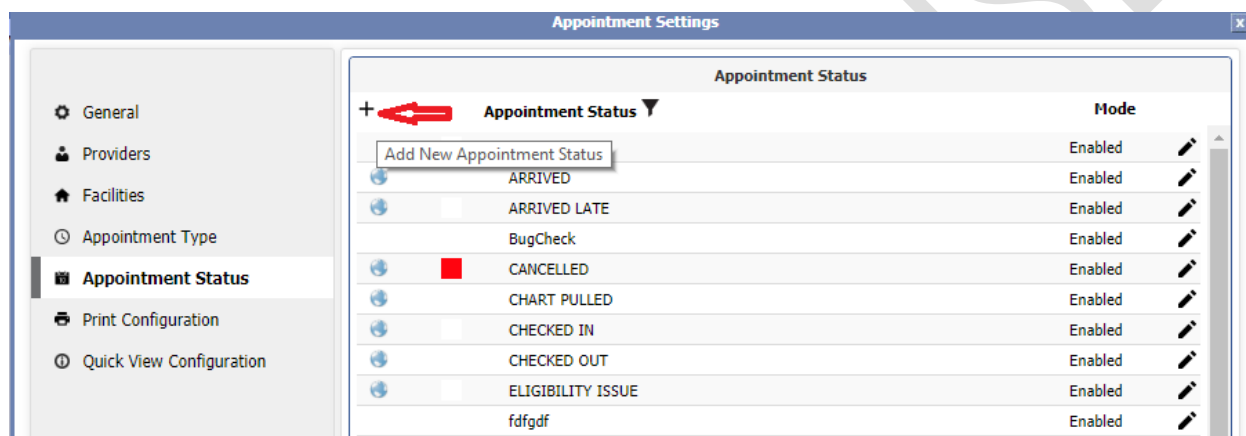 Appointment Settings
x
General
Providers
Facilities
Appointment Type
Appointment Status
Print Configuration
Quick View Configuration
Appointment Status
+ Appointment Status Mode
Add New Appointment Status
Enabled
ARRIVED Enabled
ARRIVED LATE Enabled
BugCheck Enabled
CANCELLED Enabled
CHART PULLED Enabled
CHECKED IN Enabled
CHECKED OUT Enabled
ELIGIBILITY ISSUE Enabled
fdfgdf Enabled